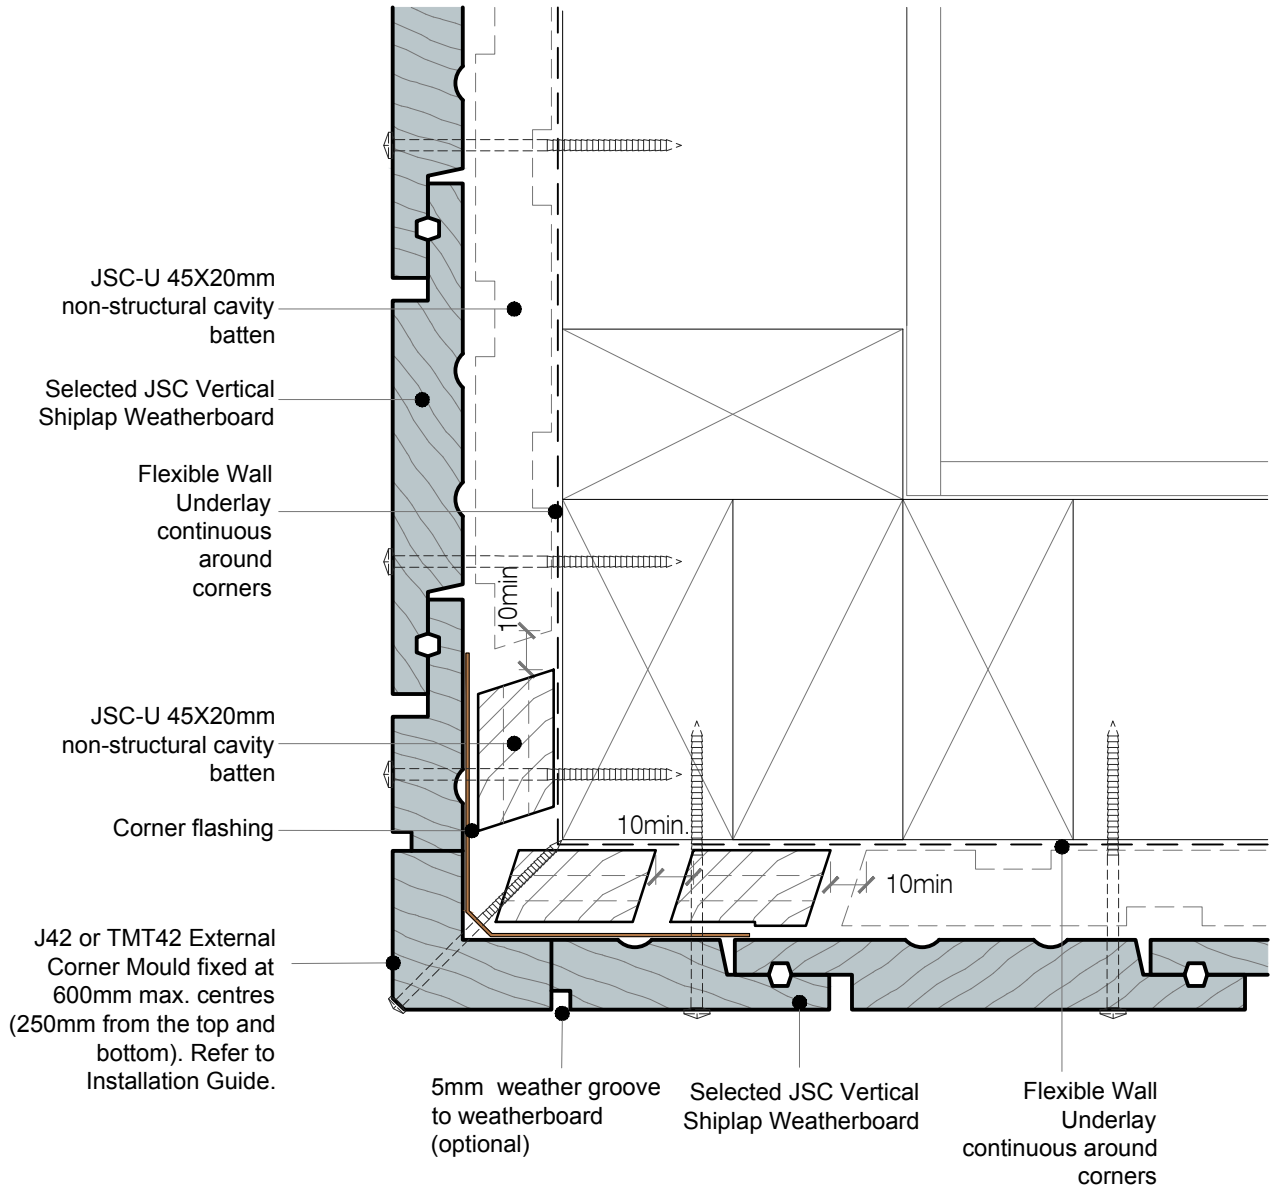 JSC-U 45X20mm
non-structural cavity
batten
Selected JSC Vertical
Shiplap Weatherboard
Flexible Wall
Underlay
continuous
around
corners
10min
JSC-U 45X20mm
non-structural cavity
batten
Corner flashing
10min.
10min
J42 or TMT42 External
Corner Mould fixed at
600mm max. centres
(250mm from the top and
bottom). Refer to
Installation Guide.
5mm  weather groove
to weatherboard
(optional)
Selected JSC Vertical
Shiplap Weatherboard
Flexible Wall
Underlay
continuous around
corners